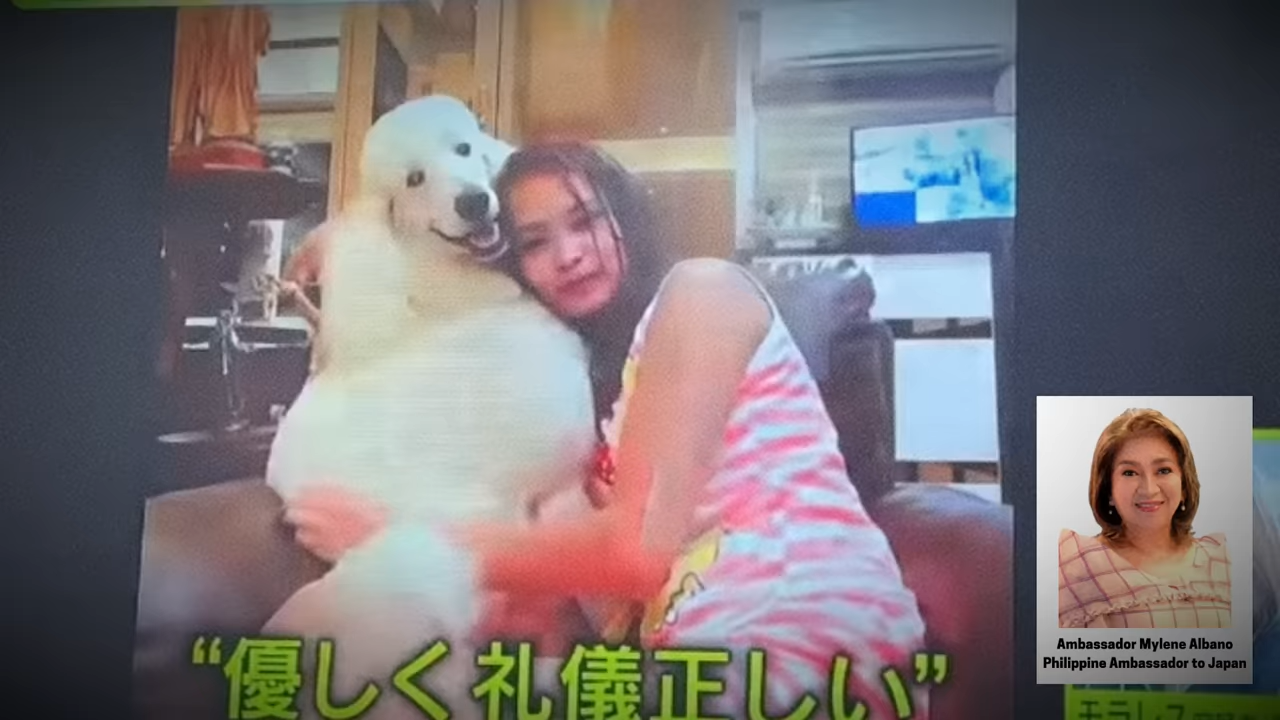 “優しく礼儀正しい”
Ambassador Mylene Albano
Philippine Ambassador to Japan